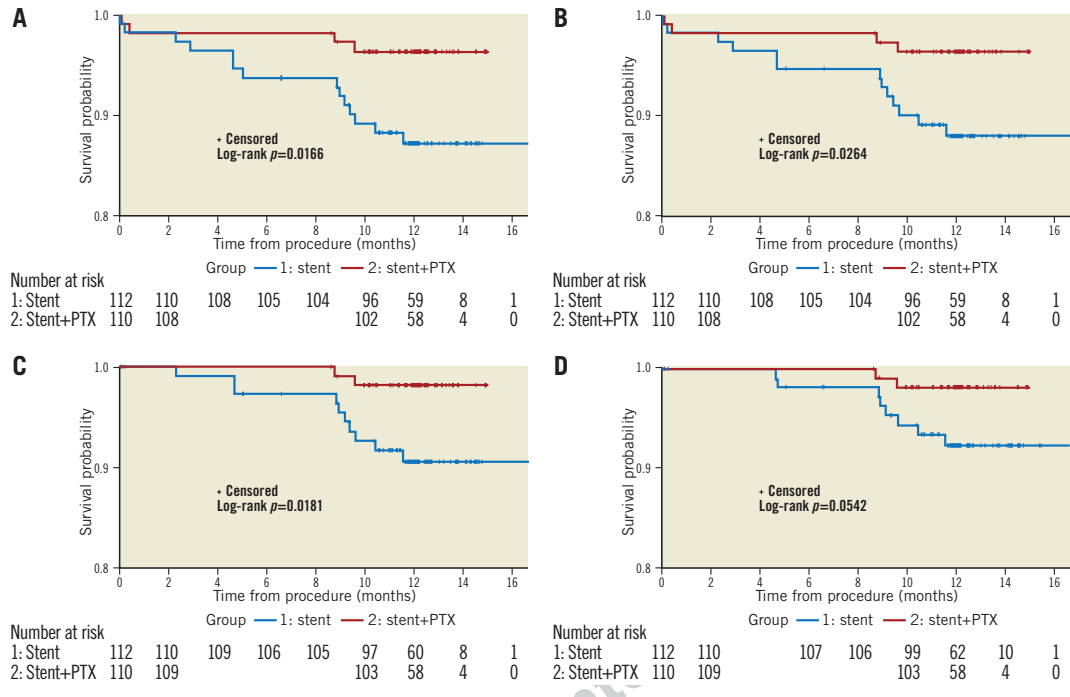 A
Survival probability
1.0
0.9
0.8
+ Censored
Log-rank p=0.0166
0 2 4 6 8 10 12 14 16
Time from procedure (months)
Group 1: stent 2: stent+PTX
Number at risk
1: Stent 112 110 108 105 104 96 59 8 1
2: Stent+PTX 110 108 102 58 4 0
B
Survival probability
1.0
0.9
0.8
+ Censored
Log-rank p=0.0264
0 2 4 6 8 10 12 14 16
Time from procedure (months)
Group 1: stent 2: stent+PTX
Number at risk
1: Stent 112 110 108 105 104 96 59 8 1
2: Stent+PTX 110 108 102 58 4 0
C
Survival probability
1.0
0.9
0.8
+ Censored
Log-rank p=0.0181
0 2 4 6 8 10 12 14 16
Time from procedure (months)
Group 1: stent 2: stent+PTX
Number at risk
1: Stent 112 110 109 106 105 97 60 8 1
2: Stent+PTX 110 109 103 58 4 0
D
Survival probability
1.0
0.9
0.8
+ Censored
Log-rank p=0.0542
0 2 4 6 8 10 12 14 16
Time from procedure (months)
Group 1: stent 2: stent+PTX
Number at risk
1: Stent 112 110 107 106 99 62 10 1
2: Stent+PTX 110 109 103 58 4 0